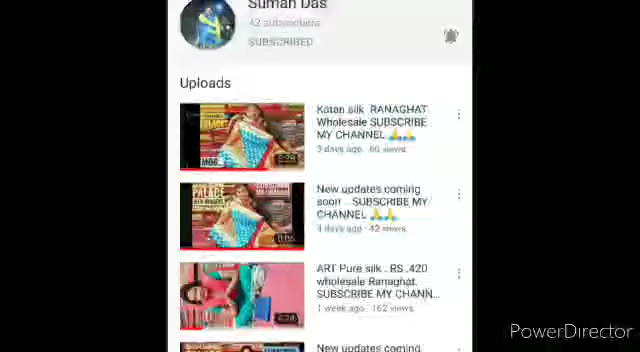 Suman Das
42 subscribers
SUBSCRIBED
Uploads
Katan silk RANAGHAT
Wholesale SUBSCRIBE
MY CHANNEL 🙏🙏
3 days ago · 60 views
New updates coming
soon . SUBSCRIBE MY
CHANNEL 🙏🙏
4 days ago · 42 views
PALACE
ART Pure silk . RS .420
wholesale Ranaghat.
SUBSCRIBE MY CHANN...
1 week ago · 162 views
New updates coming
PowerDirector